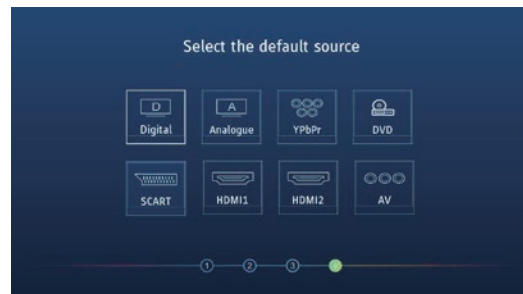 Select the default source
D
A
Digital
Analogue
YPbPr
DVD
SCART
HDMI1
HDMI2
AV
1
2
3